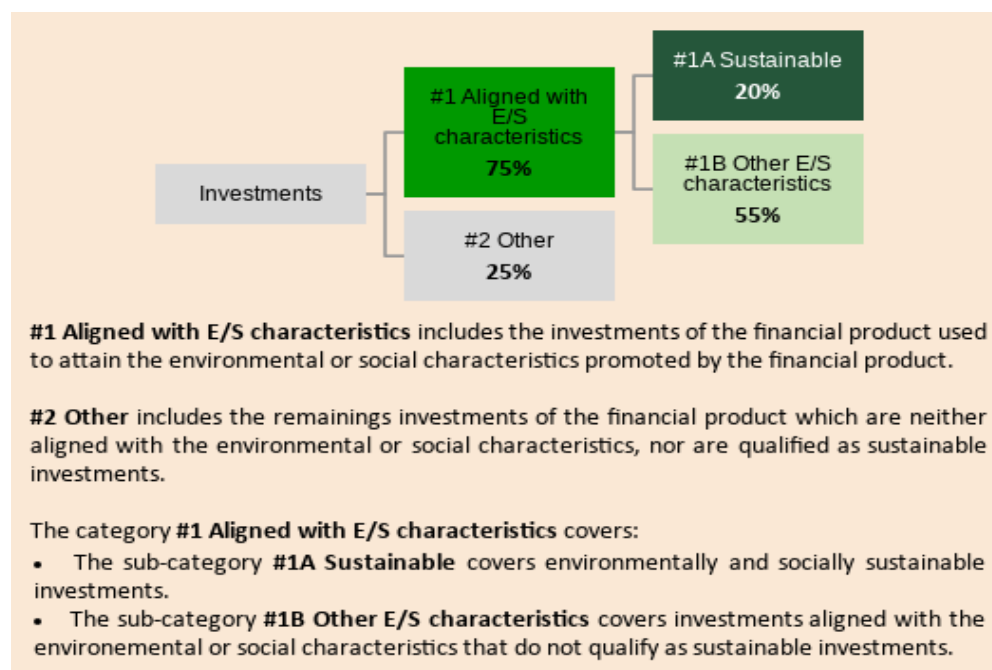 #1A Sustainable
20%
#1 Aligned with
E/S
characteristics
75%
#1B Other E/S
characteristics
55%
Investments
#2 Other
25%
#1 Aligned with E/S characteristics includes the investments of the financial product used
to attain the environmental or social characteristics promoted by the financial product.
#2 Other includes the remainings investments of the financial product which are neither
aligned with the environmental or social characteristics, nor are qualified as sustainable
investments.
The category #1 Aligned with E/S characteristics covers:
• The sub-category #1A Sustainable covers environmentally and socially sustainable
investments.
• The sub-category #1B Other E/S characteristics covers investments aligned with the
environemental or social characteristics that do not qualify as sustainable investments.